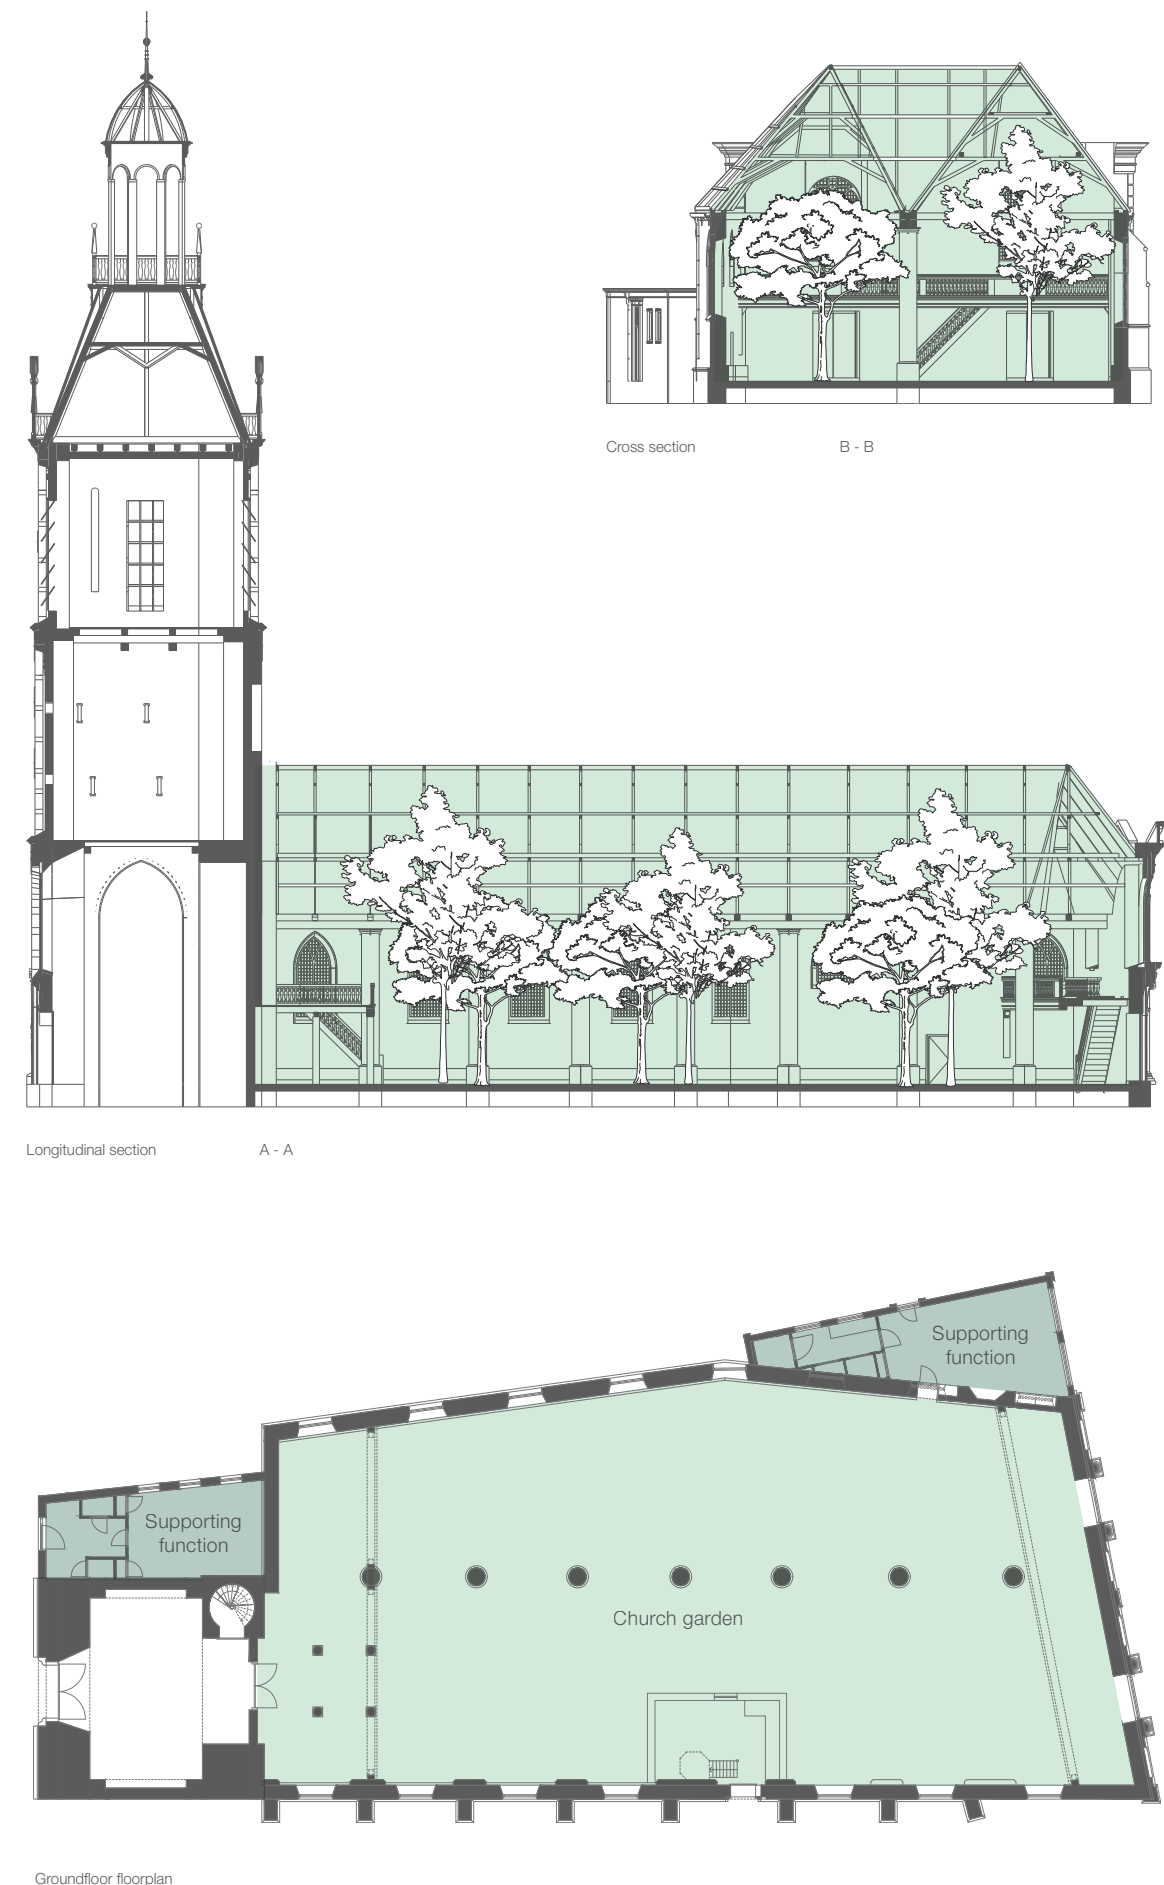 Cross section B - B
Longitudinal section A - A
Supporting
function
Supporting
function
Church garden
Groundfloor floorplan